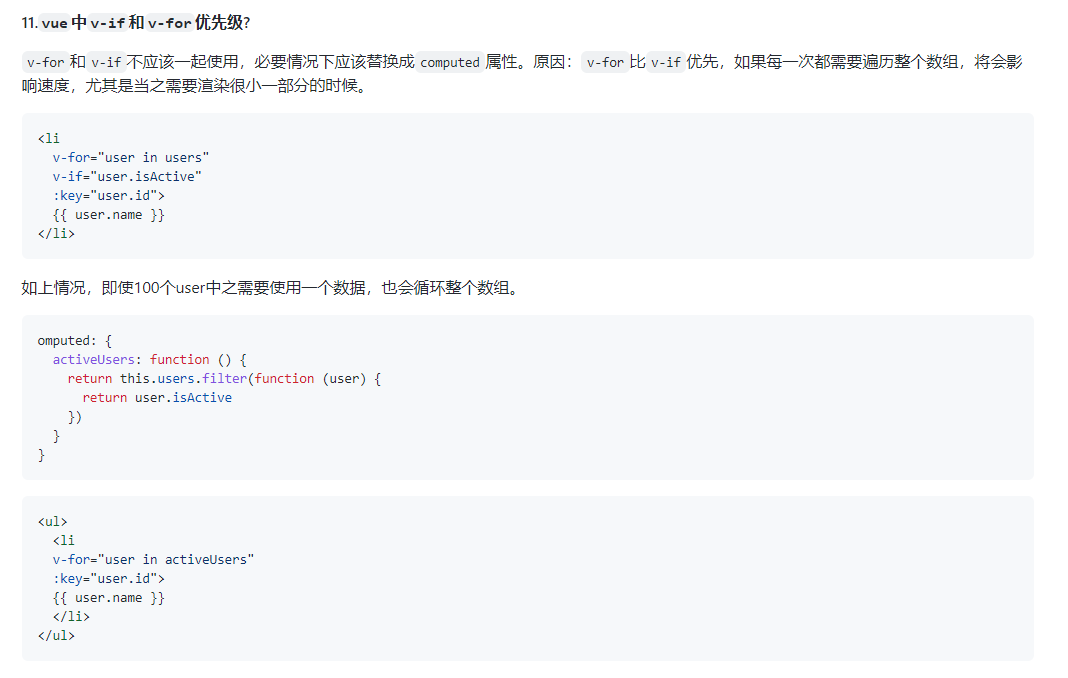 11. vue 中 v-if 和 v-for 优先级?
v-for 和 v-if 不应该一起使用，必要情况下应该替换成 computed 属性。原因： v-for 比 v-if 优先，如果每一次都需要遍历整个数组，将会影
响速度，尤其是当之需要渲染很小一部分的时候。
<li
  v-for="user in users"
  v-if="user.isActive"
  :key="user.id">
  {{ user.name }}
</li>
如上情况，即使100个user中之需要使用一个数据，也会循环整个数组。
omputed: {
  activeUsers: function () {
    return this.users.filter(function (user) {
      return user.isActive
    })
  }
}
<ul>
  <li
  v-for="user in activeUsers"
  :key="user.id">
  {{ user.name }}
  </li>
</ul>